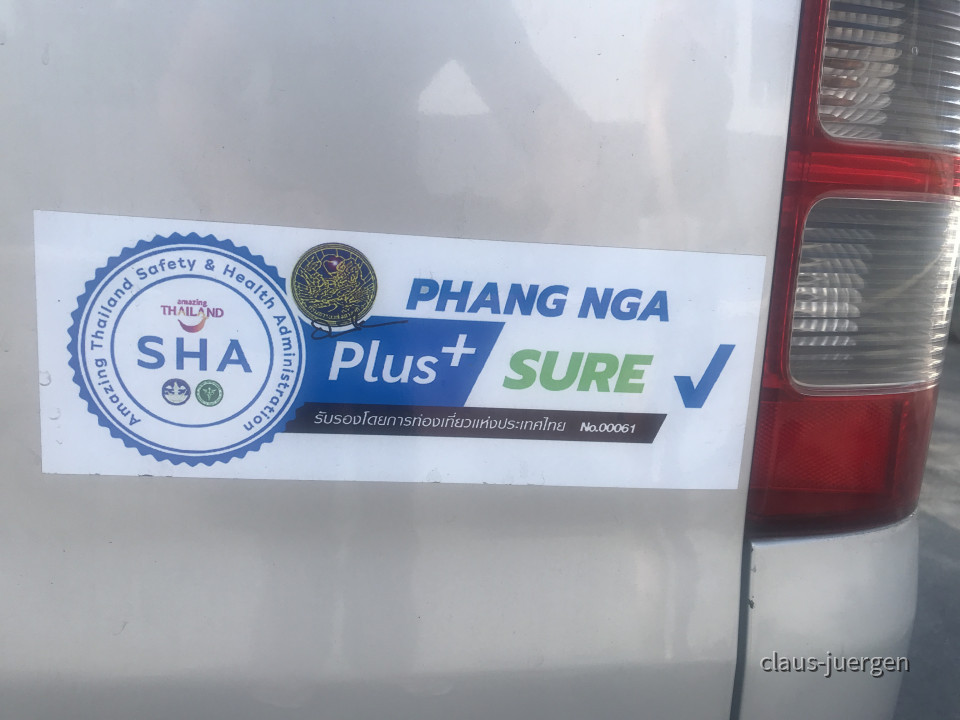 Amazing Thailand Safety & Health Administration
amazing
THAILAND
SHA
PHANG NGA
Plus+
SURE
รับรองโดยการท่องเที่ยวแห่งประเทศไทย No.00061
claus-juergen